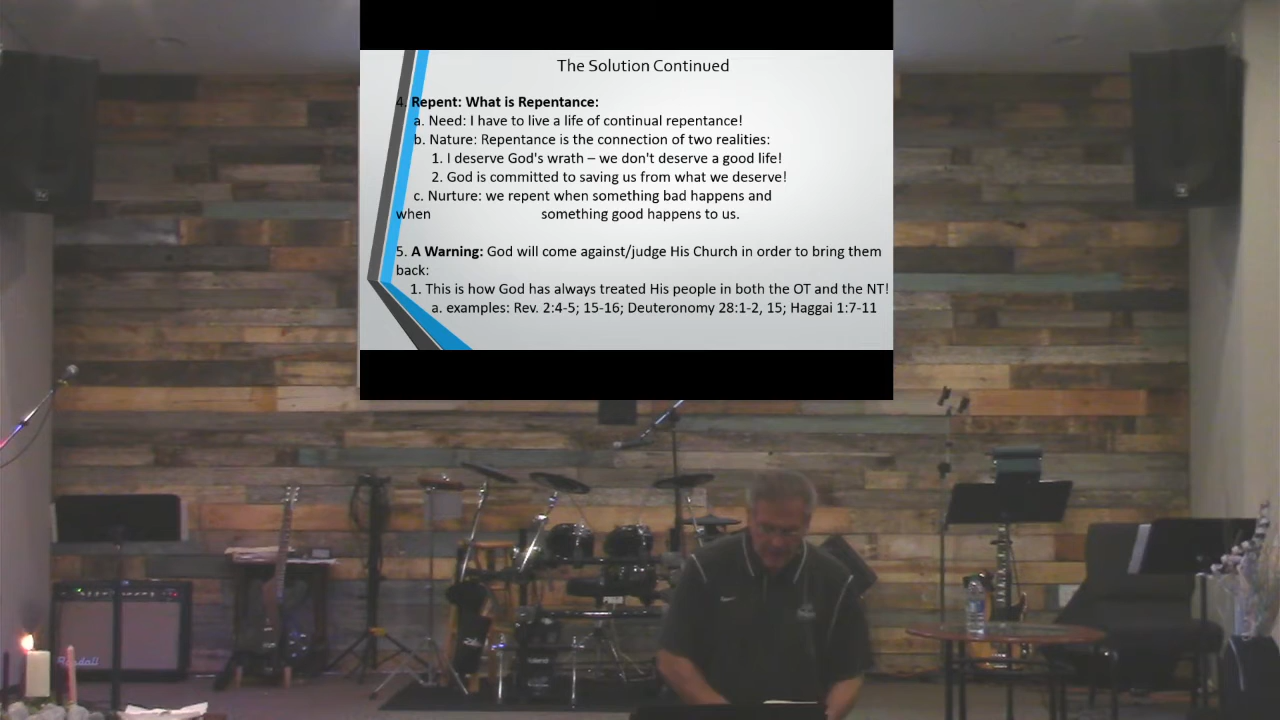 The Solution Continued
4. Repent: What is Repentance:
a. Need: I have to live a life of continual repentance!
b. Nature: Repentance is the connection of two realities:
1. I deserve God's wrath – we don't deserve a good life!
2. God is committed to saving us from what we deserve!
c. Nurture: we repent when something bad happens and
when something good happens to us.
5. A Warning: God will come against/judge His Church in order to bring them
back:
1. This is how God has always treated His people in both the OT and the NT!
a. examples: Rev. 2:4-5; 15-16; Deuteronomy 28:1-2, 15; Haggai 1:7-11
Randall